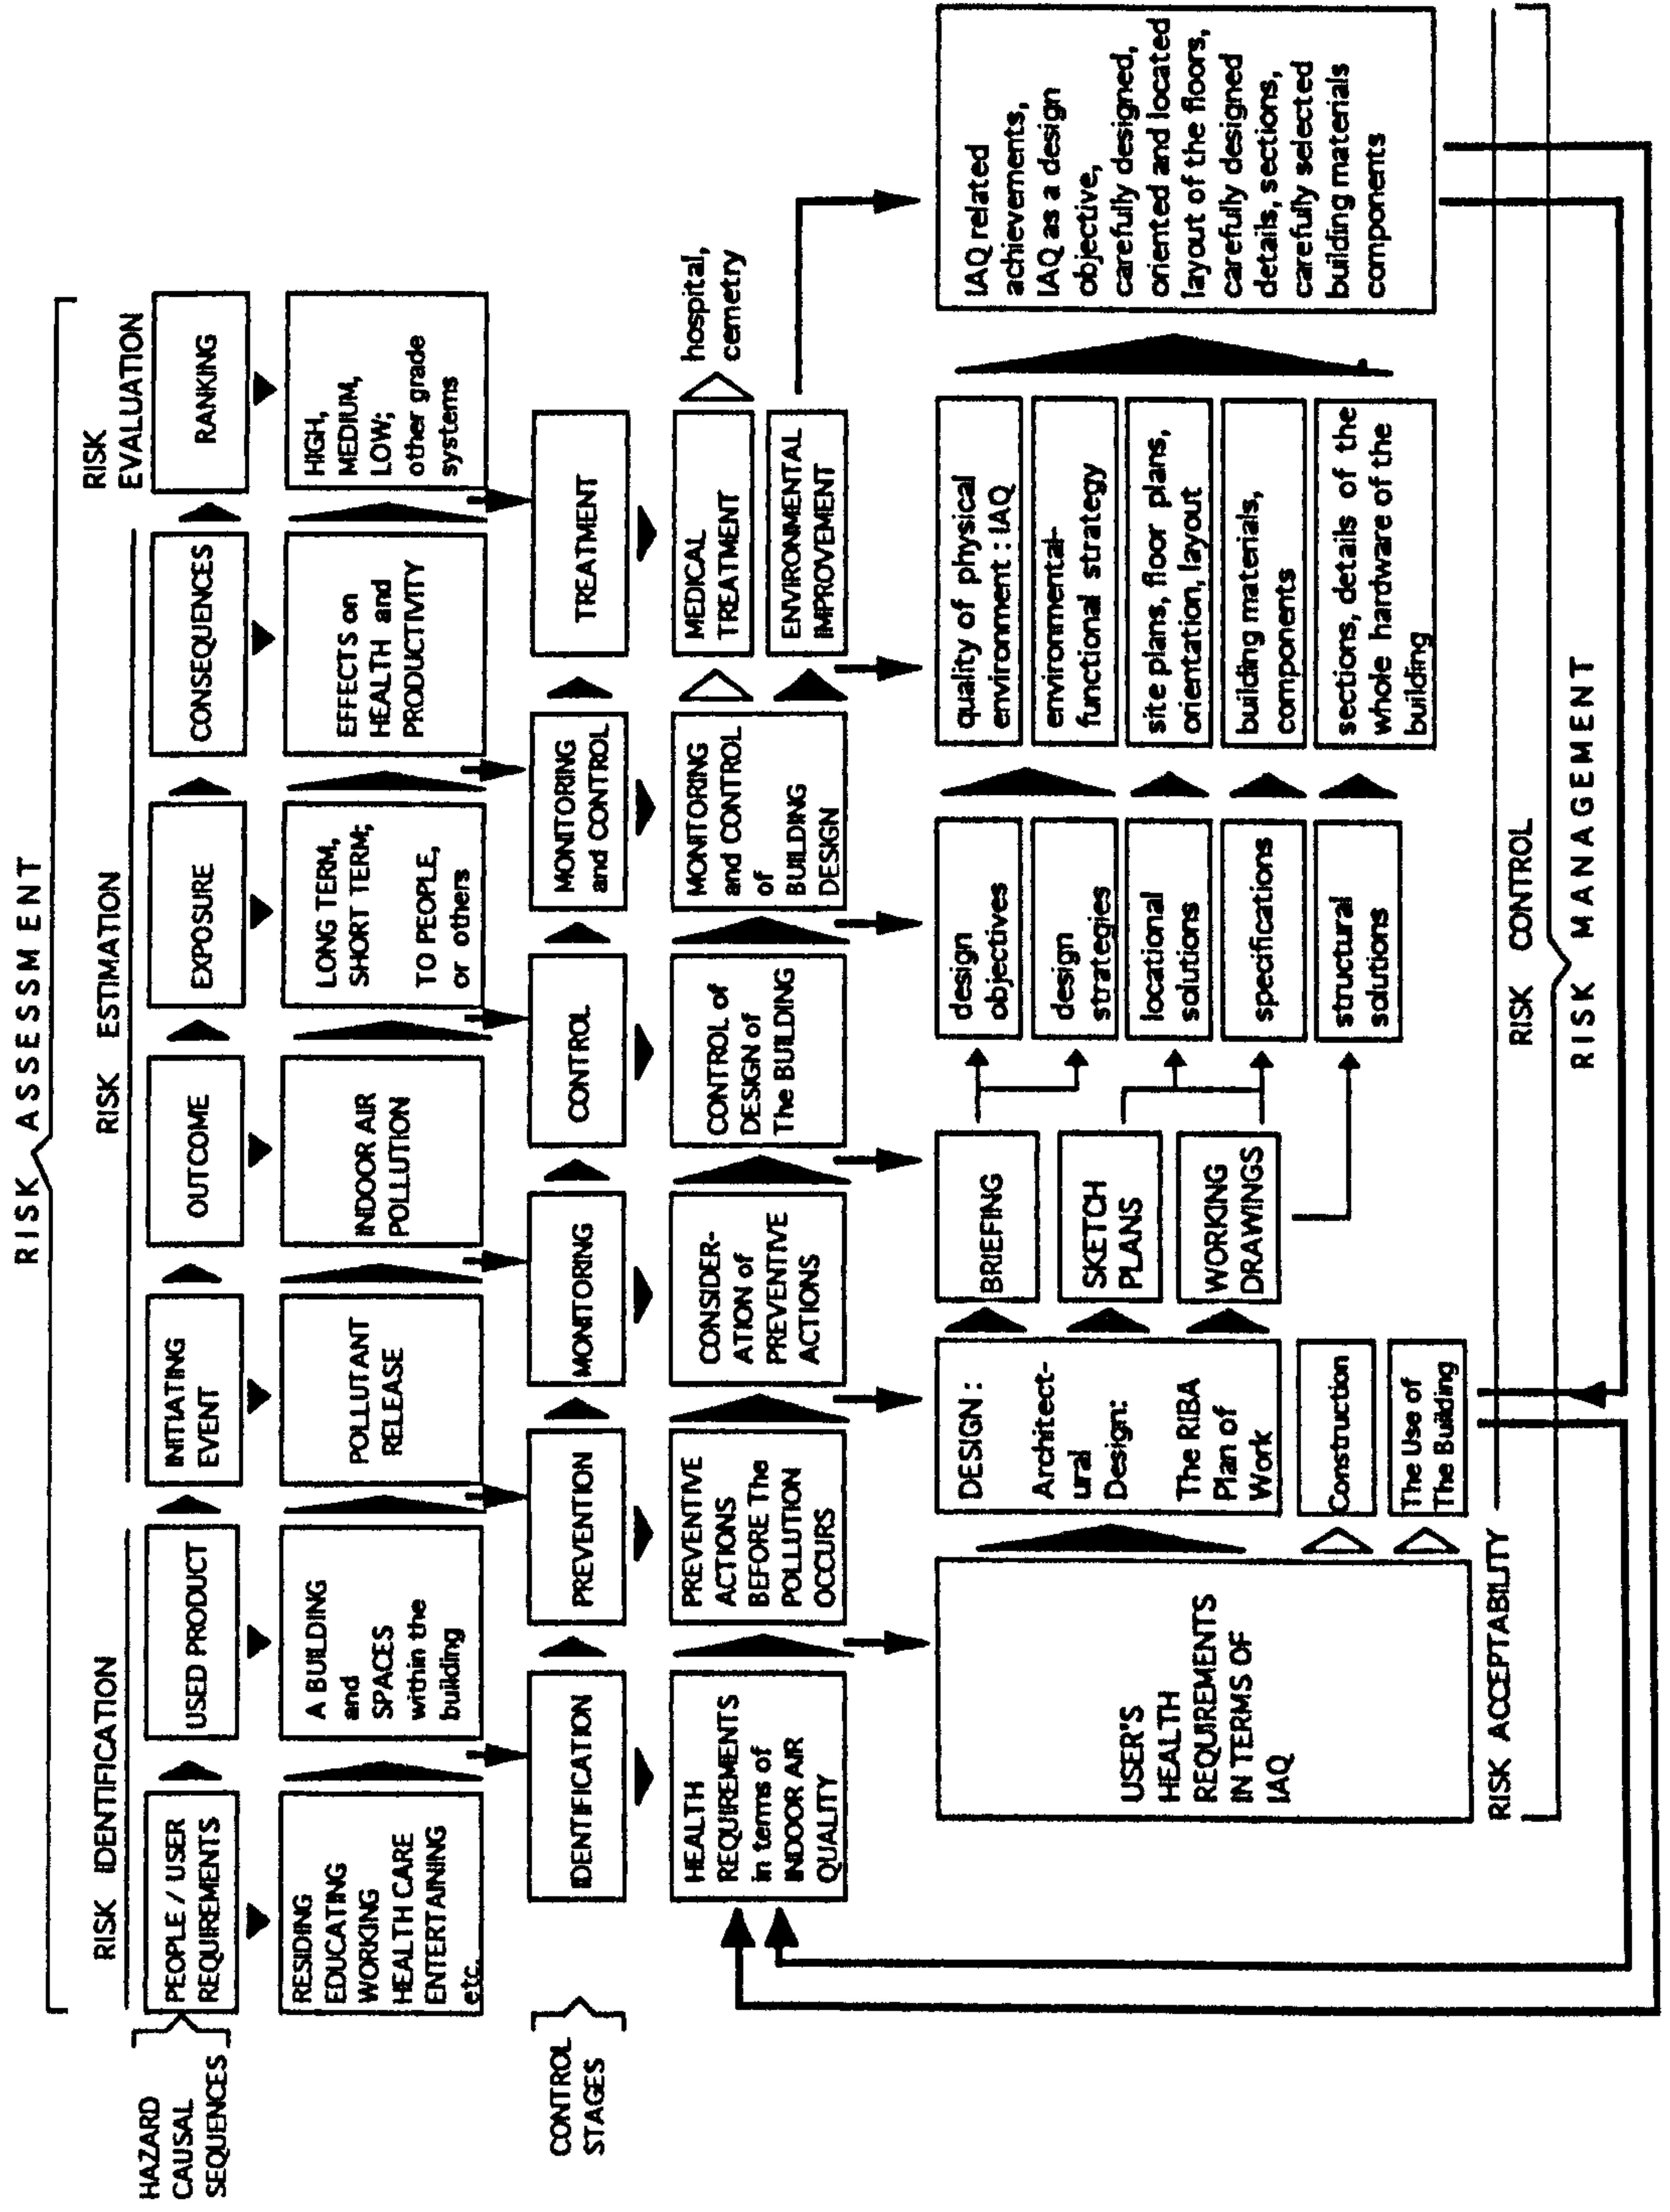 RISK ASSESSMENT
RISK IDENTIFICATION
RISK ESTIMATION
RISK
EVALUATION
HAZARD
CAUSAL
SEQUENCES
PEOPLE / USER
REQUIREMENTS
USED PRODUCT
INITIATING
EVENT
OUTCOME
EXPOSURE
CONSEQUENCES
RANKING
RESIDING
EDUCATING
WORKING
HEALTH CARE
ENTERTAINING
etc.
A BUILDING
and
SPACES
within the
building
POLLUTANT
RELEASE
INDOOR AIR
POLLUTION
LONG TERM,
SHORT TERM;
TO PEOPLE,
or others
EFFECTS on
HEALTH and
PRODUCTIVITY
HIGH,
MEDIUM,
LOW;
other grade
systems
CONTROL
STAGES
IDENTIFICATION
PREVENTION
MONITORING
CONTROL
MONITORING
and CONTROL
TREATMENT
HEALTH
REQUIREMENTS
in terms of
INDOOR AIR
QUALITY
PREVENTIVE
ACTIONS
BEFORE The
POLLUTION
OCCURS
CONSIDER-
ATION of
PREVENTIVE
ACTIONS
CONTROL of
DESIGN of
The BUILDING
MONITORING
and CONTROL
of
BUILDING
DESIGN
MEDICAL
TREATMENT
ENVIRONMENTAL
IMPROVEMENT
hospital,
cemetry
USER'S
HEALTH
REQUIREMENTS
IN TERMS OF
IAQ
DESIGN :
Architect-
ural
Design:
The RIBA
Plan of
Work
Construction
The Use of
The Building
BRIEFING
SKETCH
PLANS
WORKING
DRAWINGS
design
objectives
design
strategies
locational
solutions
specifications
structural
solutions
quality of physical
environment : IAQ
environmental-
functional strategy
site plans, floor plans,
orientation, layout
building materials,
components
sections, details of the
whole hardware of the
building
IAQ related
achievements,
IAQ as a design
objective,
carefully designed,
oriented and located
layout of the floors,
carefully designed
details, sections,
carefully selected
building materials
components
RISK ACCEPTABILITY
RISK CONTROL
RISK MANAGEMENT